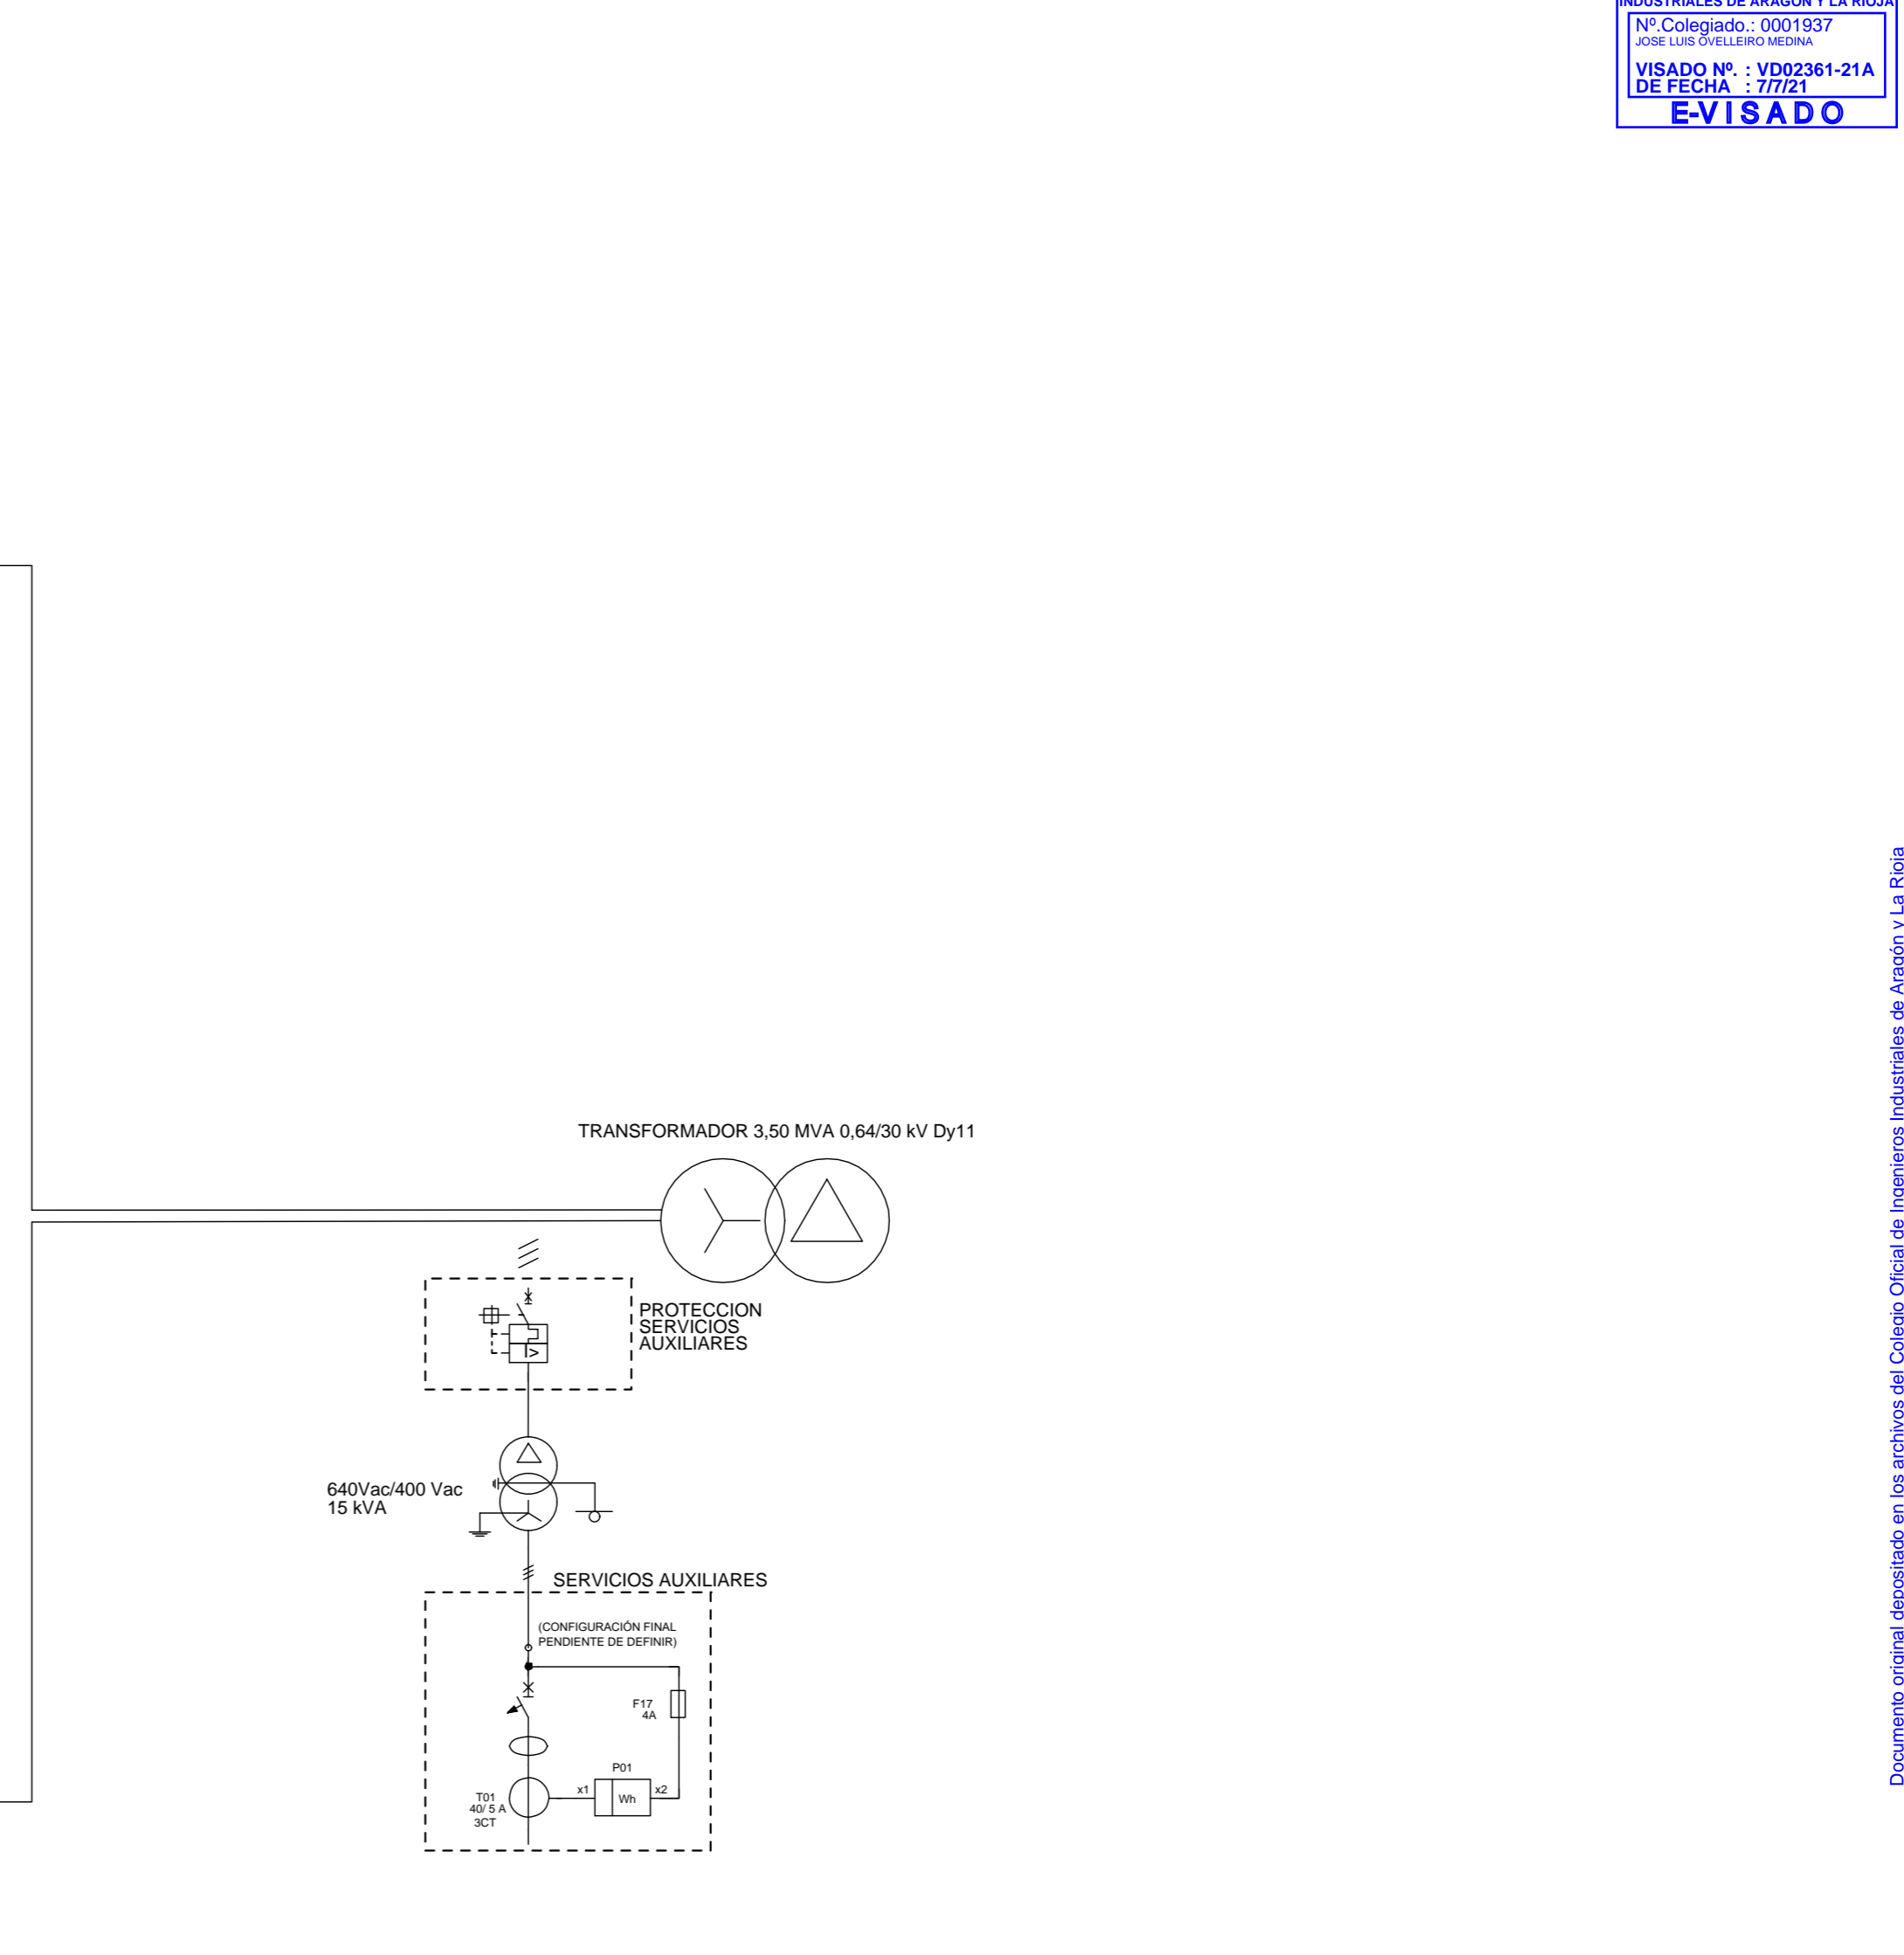 INDUSTRIALES DE ARAGÓN Y LA RIOJA
Nº.Colegiado.: 0001937
JOSE LUIS OVELLEIRO MEDINA
VISADO Nº. : VD02361-21A
DE FECHA : 7/7/21
E-VISADO
Documento original depositado en los archivos del Colegio Oficial de Ingenieros Industriales de Aragón y La Rioja
TRANSFORMADOR 3,50 MVA 0,64/30 kV Dy11
PROTECCION
SERVICIOS
AUXILIARES
I>
640Vac/400 Vac
15 kVA
SERVICIOS AUXILIARES
(CONFIGURACIÓN FINAL
PENDIENTE DE DEFINIR)
F17
4A
P01
x1
Wh
x2
T01
40/ 5 A
3CT